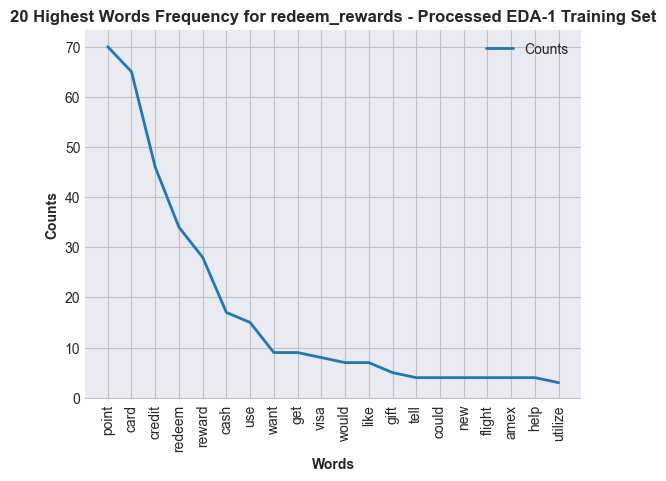 20 Highest Words Frequency for redeem_rewards - Processed EDA-1 Training Set
Counts
70
60
50
40
30
20
10
0
Counts
point
card
credit
redeem
reward
cash
use
want
get
visa
would
like
gift
tell
could
new
flight
amex
help
utilize
Words